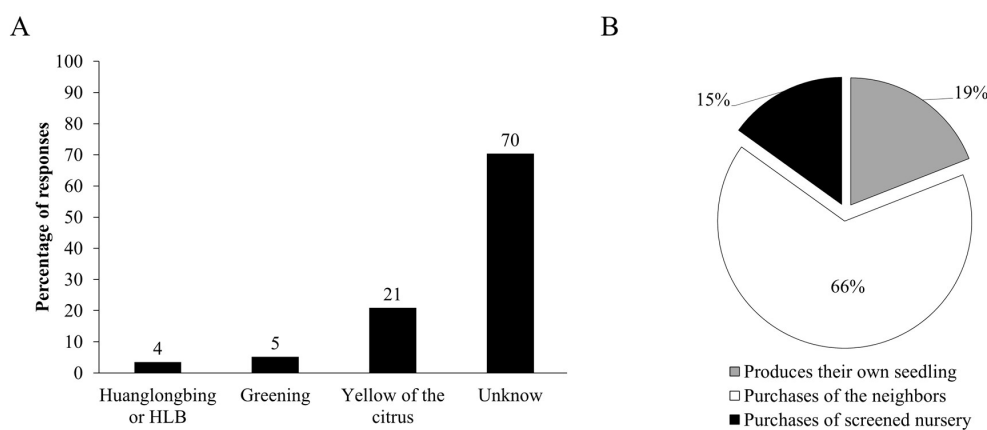 A
B
Percentage of responses
100
90
80
70
60
50
40
30
20
10
0
4
5
21
70
Huanglongbing
or HLB
Greening
Yellow of the
citrus
Unknow
15%
19%
66%
Produces their own seedling
Purchases of the neighbors
Purchases of screened nursery